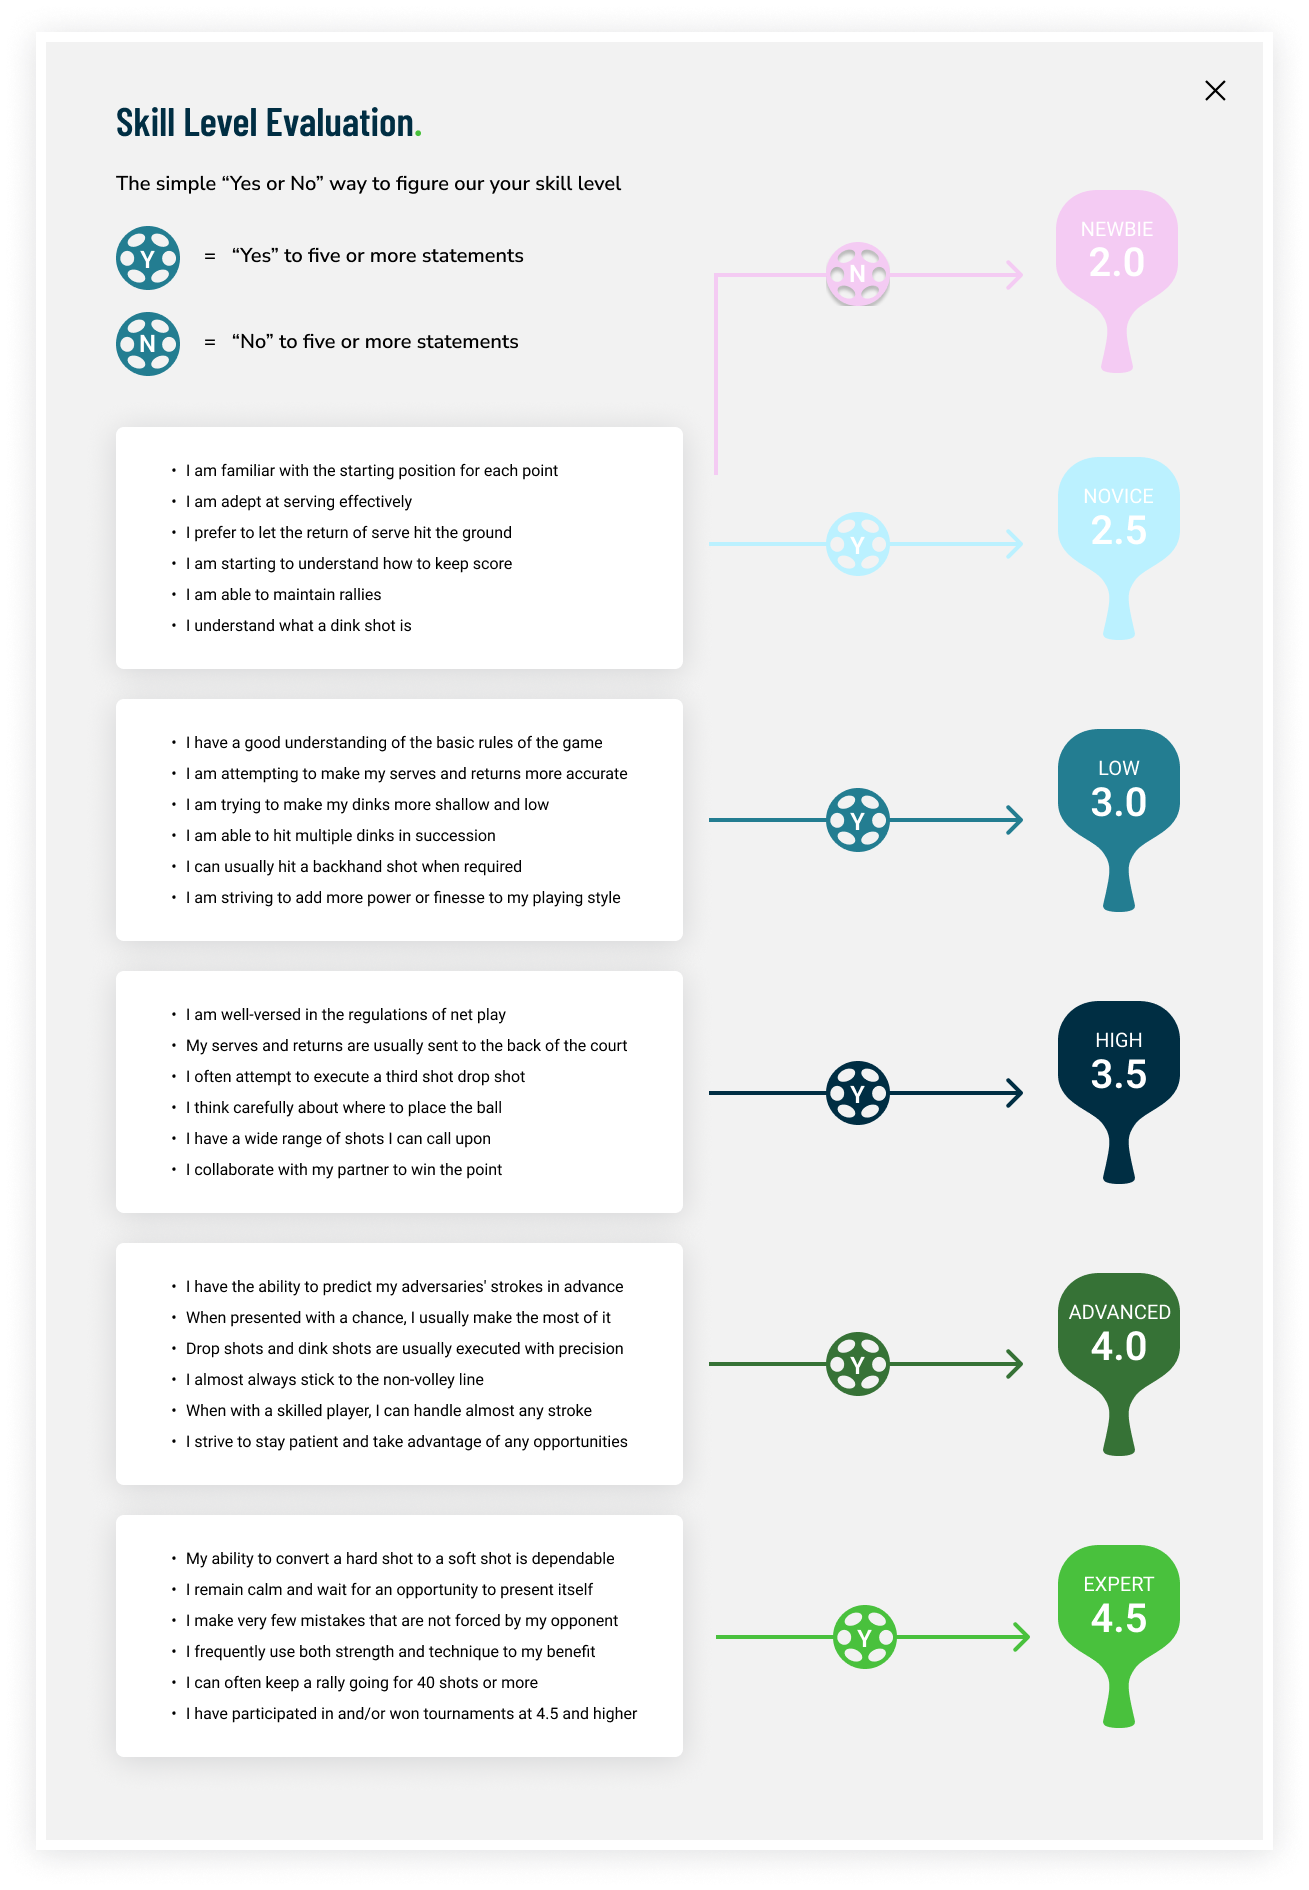 Skill Level Evaluation.
The simple “Yes or No” way to figure our your skill level
Y = “Yes” to five or more statements
N = “No” to five or more statements
N
NEWBIE
2.0
• I am familiar with the starting position for each point
• I am adept at serving effectively
• I prefer to let the return of serve hit the ground
• I am starting to understand how to keep score
• I am able to maintain rallies
• I understand what a dink shot is
Y
NOVICE
2.5
• I have a good understanding of the basic rules of the game
• I am attempting to make my serves and returns more accurate
• I am trying to make my dinks more shallow and low
• I am able to hit multiple dinks in succession
• I can usually hit a backhand shot when required
• I am striving to add more power or finesse to my playing style
Y
LOW
3.0
• I am well-versed in the regulations of net play
• My serves and returns are usually sent to the back of the court
• I often attempt to execute a third shot drop shot
• I think carefully about where to place the ball
• I have a wide range of shots I can call upon
• I collaborate with my partner to win the point
Y
HIGH
3.5
• I have the ability to predict my adversaries' strokes in advance
• When presented with a chance, I usually make the most of it
• Drop shots and dink shots are usually executed with precision
• I almost always stick to the non-volley line
• When with a skilled player, I can handle almost any stroke
• I strive to stay patient and take advantage of any opportunities
Y
ADVANCED
4.0
• My ability to convert a hard shot to a soft shot is dependable
• I remain calm and wait for an opportunity to present itself
• I make very few mistakes that are not forced by my opponent
• I frequently use both strength and technique to my benefit
• I can often keep a rally going for 40 shots or more
• I have participated in and/or won tournaments at 4.5 and higher
Y
EXPERT
4.5